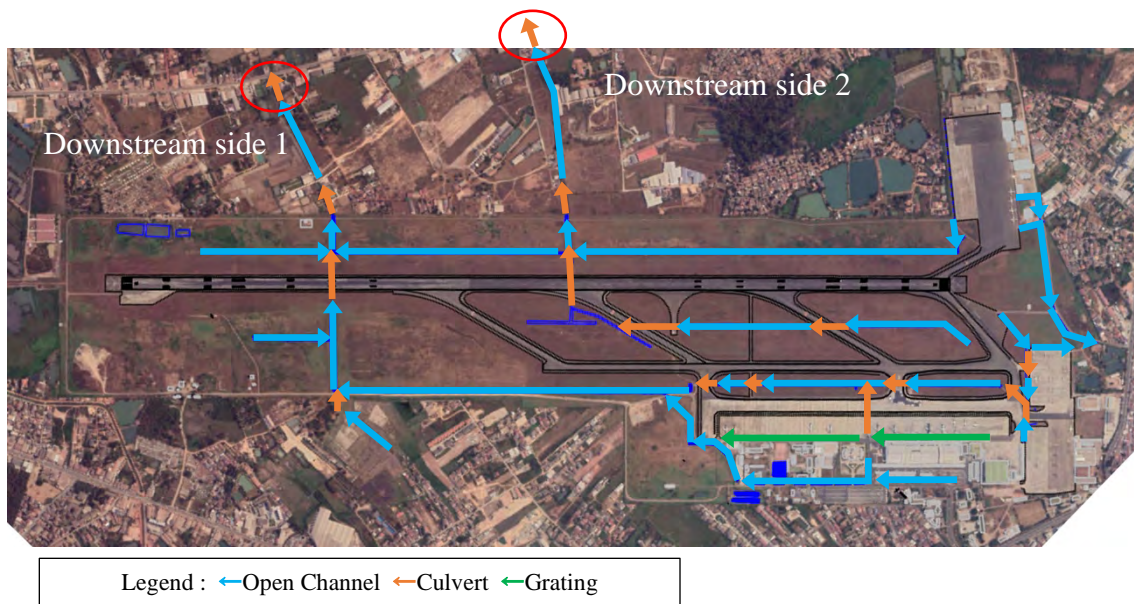 Downstream side 2
Downstream side 1
Legend : Open Channel Culvert Grating